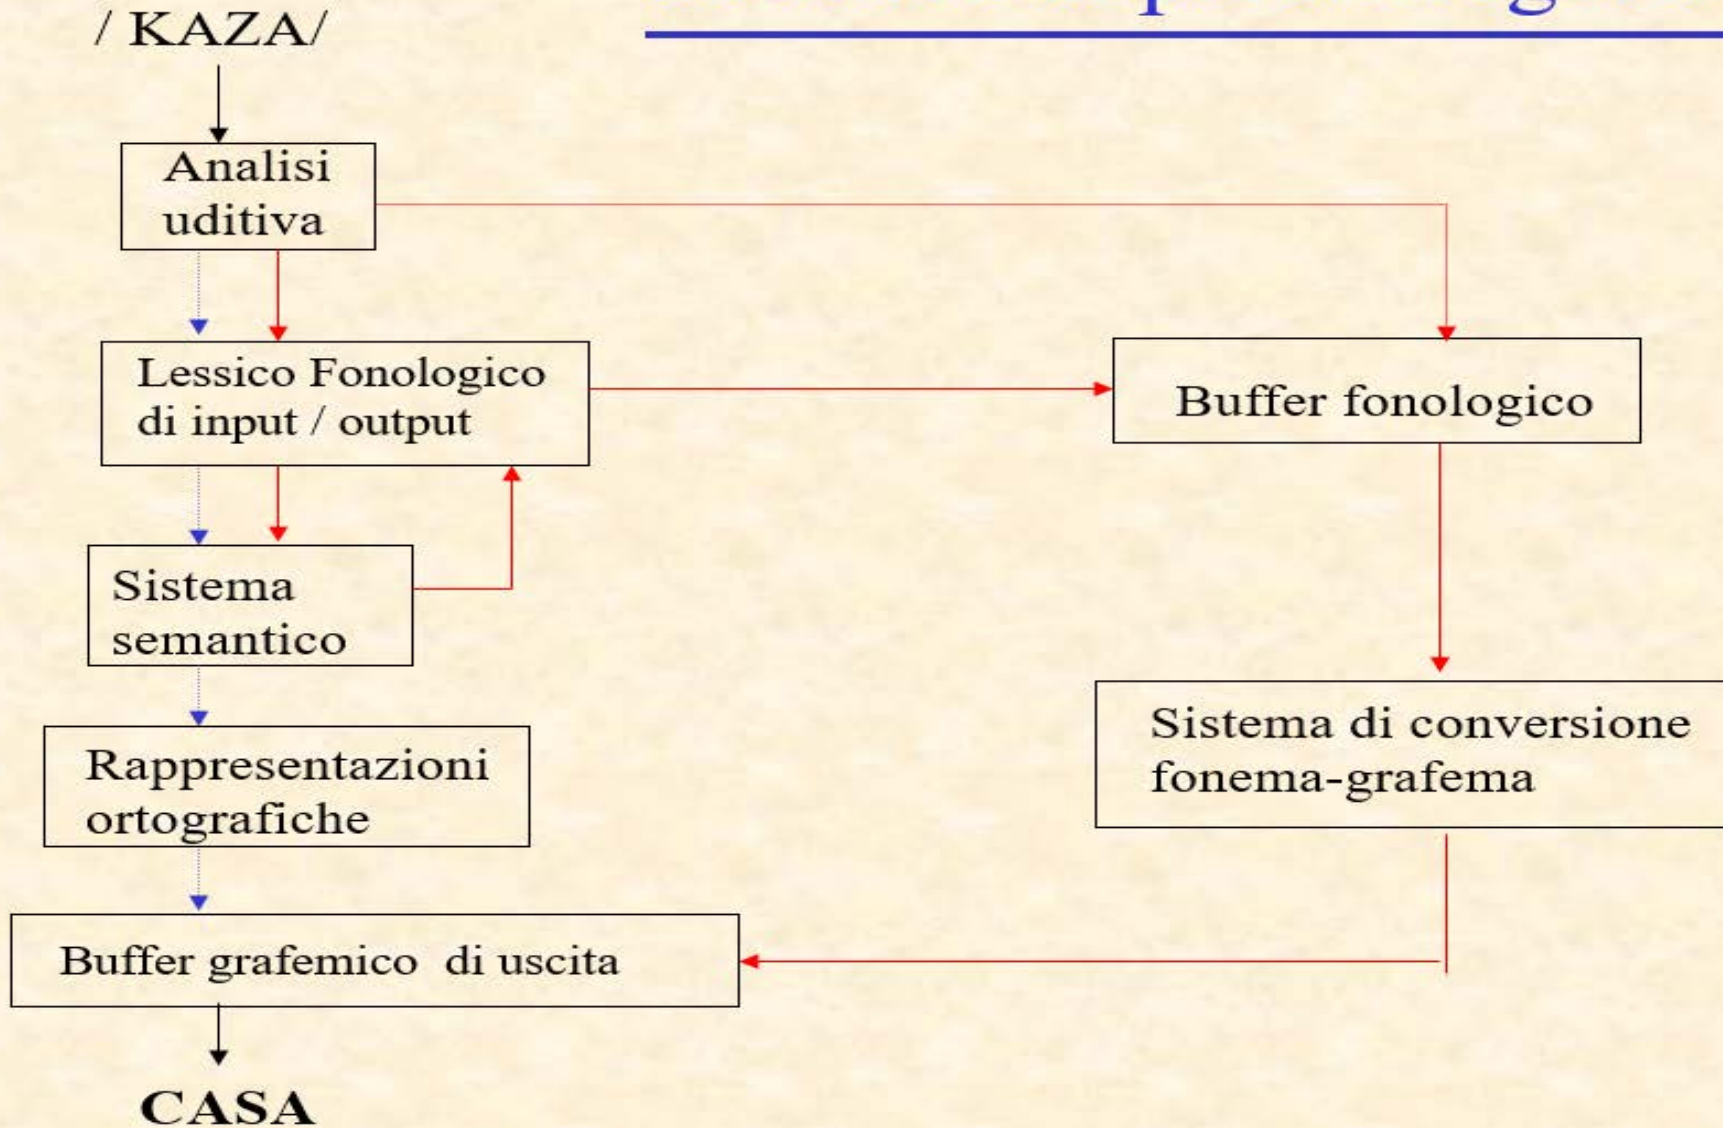 / KAZA/
Analisi
uditiva
Lessico Fonologico
di input / output
Buffer fonologico
Sistema
semantico
Rappresentazioni
ortografiche
Sistema di conversione
fonema-grafema
Buffer grafemico di uscita
CASA